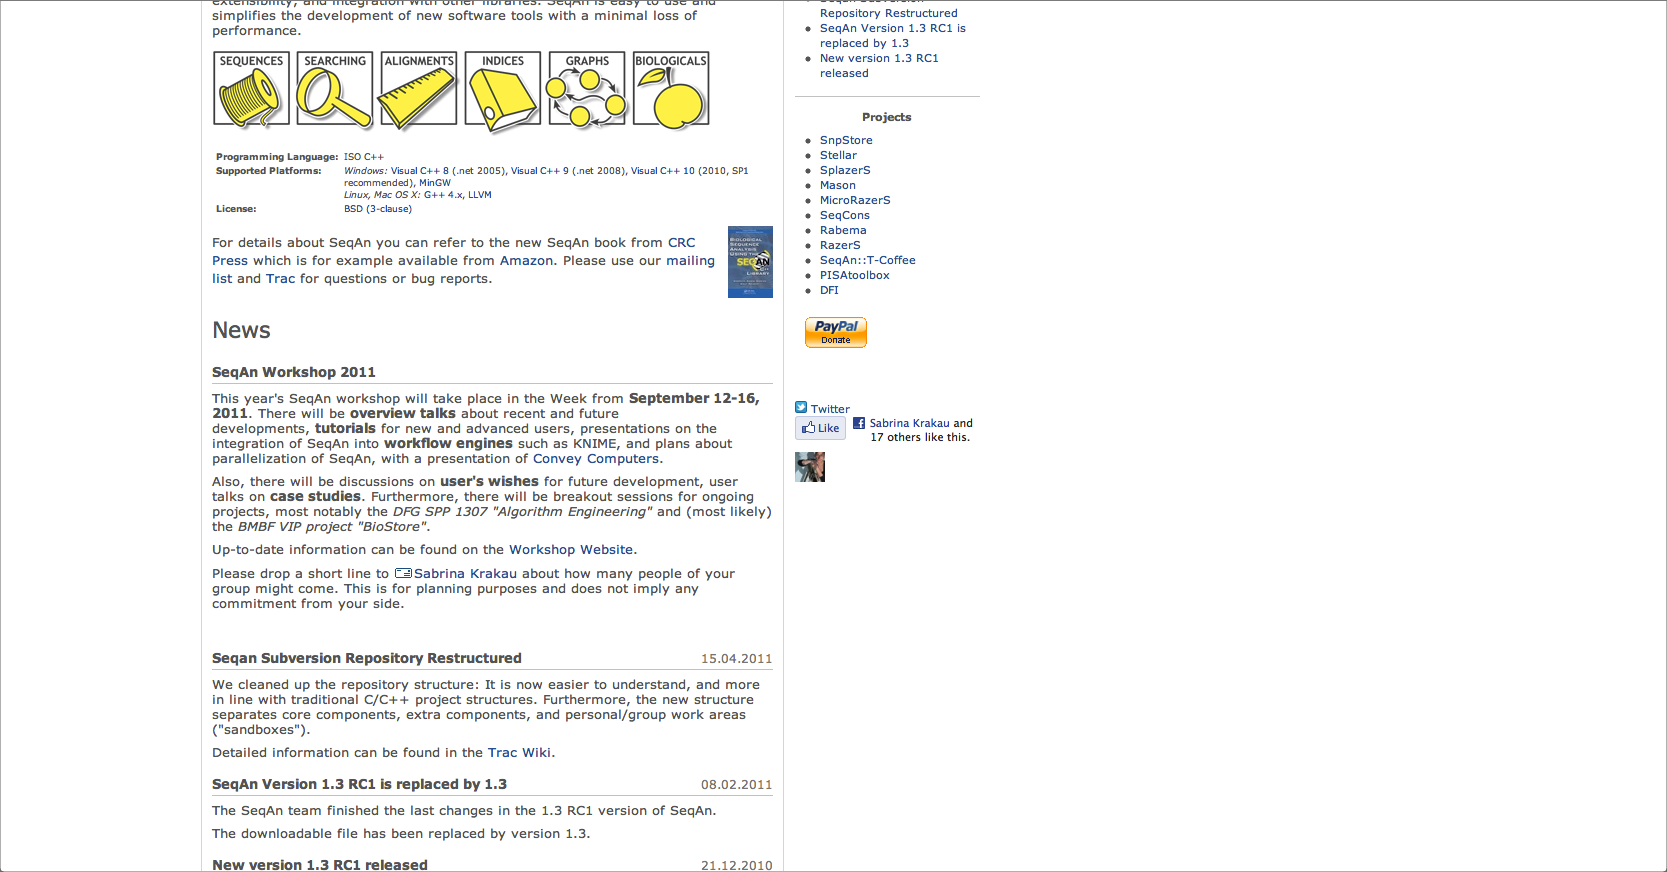 extensibility, and integration with other libraries. SeqAn is easy to use and
simplifies the development of new software tools with a minimal loss of
performance.
SEQUENCES SEARCHING ALIGNMENTS INDICES GRAPHS BIOLOGICALS
Programming Language: ISO C++
Supported Platforms: Windows: Visual C++ 8 (.net 2005), Visual C++ 9 (.net 2008), Visual C++ 10 (2010, SP1
recommended), MinGW
Linux, Mac OS X: G++ 4.x, LLVM
License: BSD (3-clause)
For details about SeqAn you can refer to the new SeqAn book from CRC
Press which is for example available from Amazon. Please use our mailing
list and Trac for questions or bug reports.
BIOLOGICAL
SEQUENCE
ANALYSIS
USING THE
SEQAN
C++
LIBRARY
News
SeqAn Workshop 2011
This year's SeqAn workshop will take place in the Week from September 12-16,
2011. There will be overview talks about recent and future
developments, tutorials for new and advanced users, presentations on the
integration of SeqAn into workflow engines such as KNIME, and plans about
parallelization of SeqAn, with a presentation of Convey Computers.
Also, there will be discussions on user's wishes for future development, user
talks on case studies. Furthermore, there will be breakout sessions for ongoing
projects, most notably the DFG SPP 1307 "Algorithm Engineering" and (most likely)
the BMBF VIP project "BioStore".
Up-to-date information can be found on the Workshop Website.
Please drop a short line to Sabrina Krakau about how many people of your
group might come. This is for planning purposes and does not imply any
commitment from your side.
Seqan Subversion Repository Restructured 15.04.2011
We cleaned up the repository structure: It is now easier to understand, and more
in line with traditional C/C++ project structures. Furthermore, the new structure
separates core components, extra components, and personal/group work areas
("sandboxes").
Detailed information can be found in the Trac Wiki.
SeqAn Version 1.3 RC1 is replaced by 1.3 08.02.2011
The SeqAn team finished the last changes in the 1.3 RC1 version of SeqAn.
The downloadable file has been replaced by version 1.3.
New version 1.3 RC1 released 21.12.2010
Seqan Subversion
Repository Restructured
SeqAn Version 1.3 RC1 is
replaced by 1.3
New version 1.3 RC1
released
Projects
SnpStore
Stellar
SplazerS
Mason
MicroRazerS
SeqCons
Rabema
RazerS
SeqAn::T-Coffee
PISAtoolbox
DFI
PayPal
Donate
Twitter
Like
Sabrina Krakau and
17 others like this.